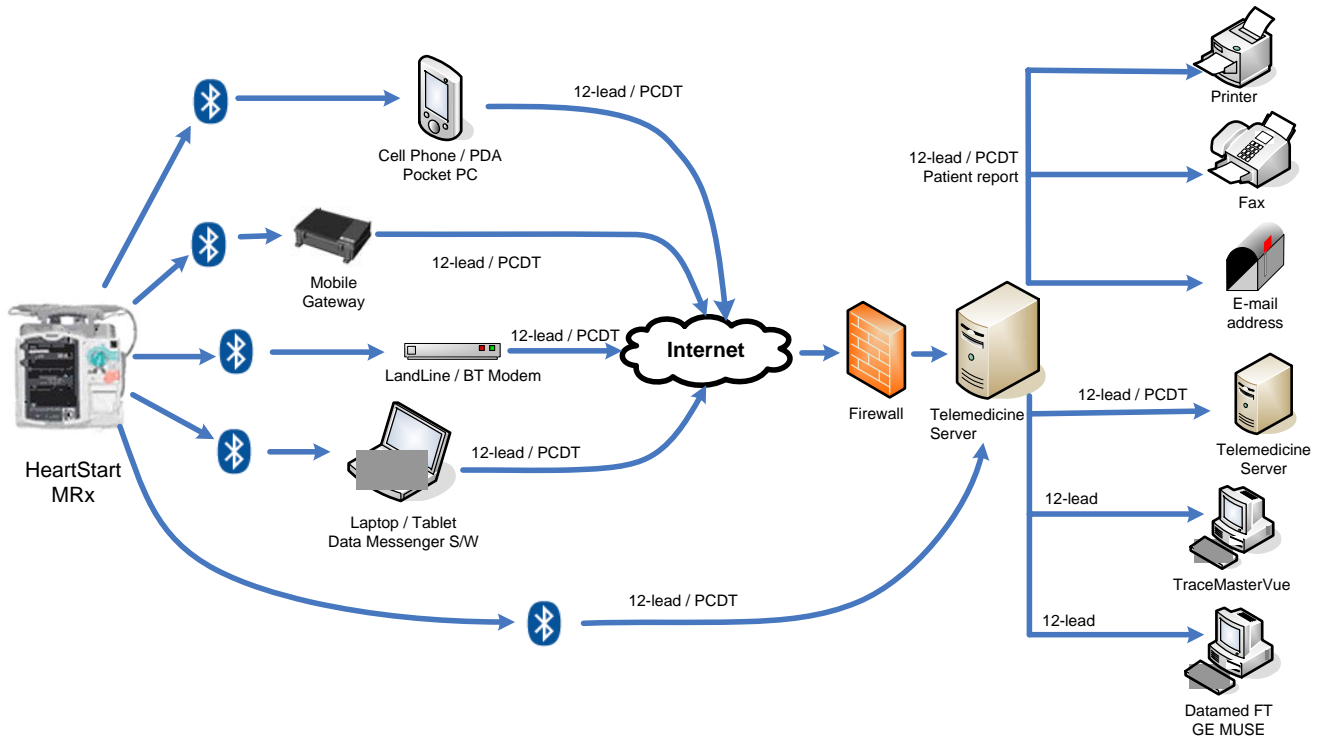 12-lead / PCDT
Cell Phone / PDA
Pocket PC
12-lead / PCDT
Mobile
Gateway
12-lead / PCDT
LandLine / BT Modem
HeartStart
MRx
12-lead / PCDT
Laptop / Tablet
Data Messenger S/W
12-lead / PCDT
Internet
Firewall
Telemedicine
Server
12-lead / PCDT
Patient report
Printer
Fax
E-mail
address
12-lead / PCDT
Telemedicine
Server
12-lead
TraceMasterVue
12-lead
Datamed FT
GE MUSE